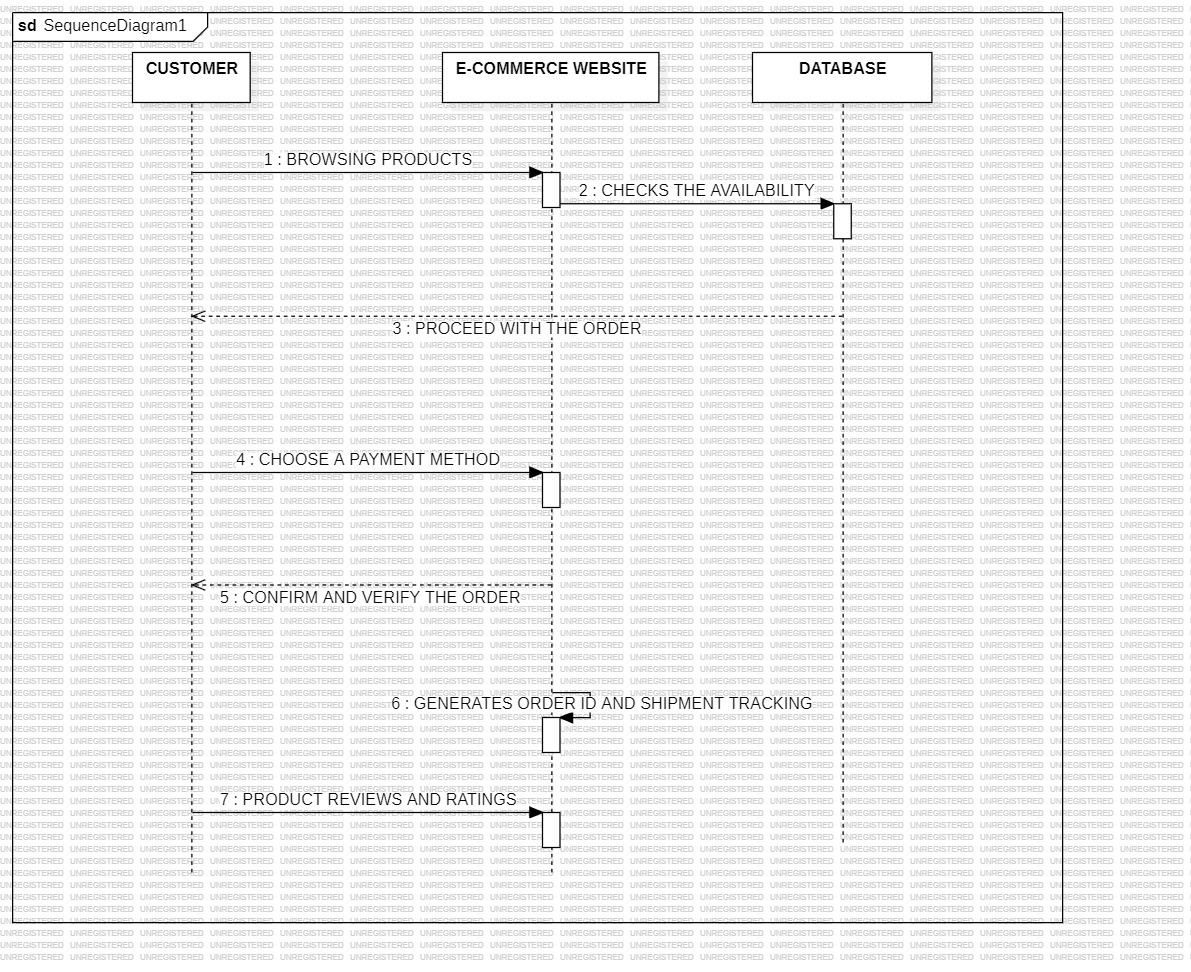 sd SequenceDiagram1
CUSTOMER
E-COMMERCE WEBSITE
DATABASE
1 : BROWSING PRODUCTS
2 : CHECKS THE AVAILABILITY
3 : PROCEED WITH THE ORDER
4 : CHOOSE A PAYMENT METHOD
5 : CONFIRM AND VERIFY THE ORDER
6 : GENERATES ORDER ID AND SHIPMENT TRACKING
7 : PRODUCT REVIEWS AND RATINGS
UNREGISTERED